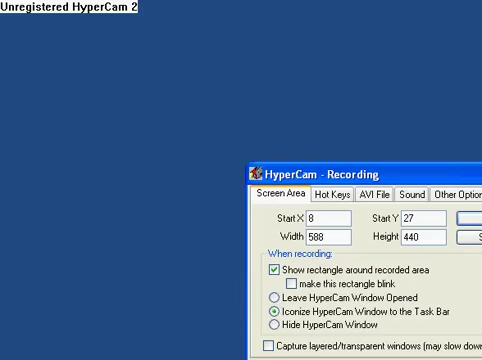 Unregistered HyperCam 2
HyperCam - Recording
Screen Area Hot Keys AVI File Sound Other
Start X 8 Start Y 27
Width 588 Height 440
When recording:
Show rectangle around recorded area
make this rectangle blink
Leave HyperCam Window Opened
Iconize HyperCam Window to the Task Bar
Hide HyperCam Window
Capture layered/transparent windows (may slow